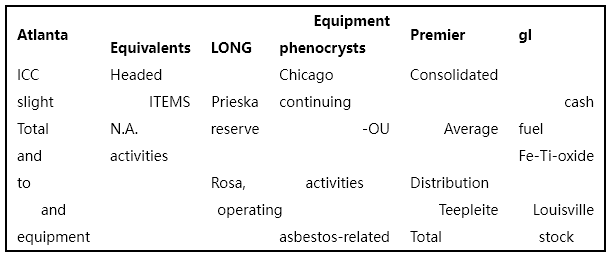 Atlanta Equivalents LONG Equipment phenocrysts Premier gl
ICC Headed Chicago Consolidated
slight ITEMS Prieska continuing cash
Total N.A. reserve -OU Average fuel
and activities Fe-Ti-oxide
to Rosa, activities Distribution
and operating Teepleite Louisville
equipment asbestos-related Total stock